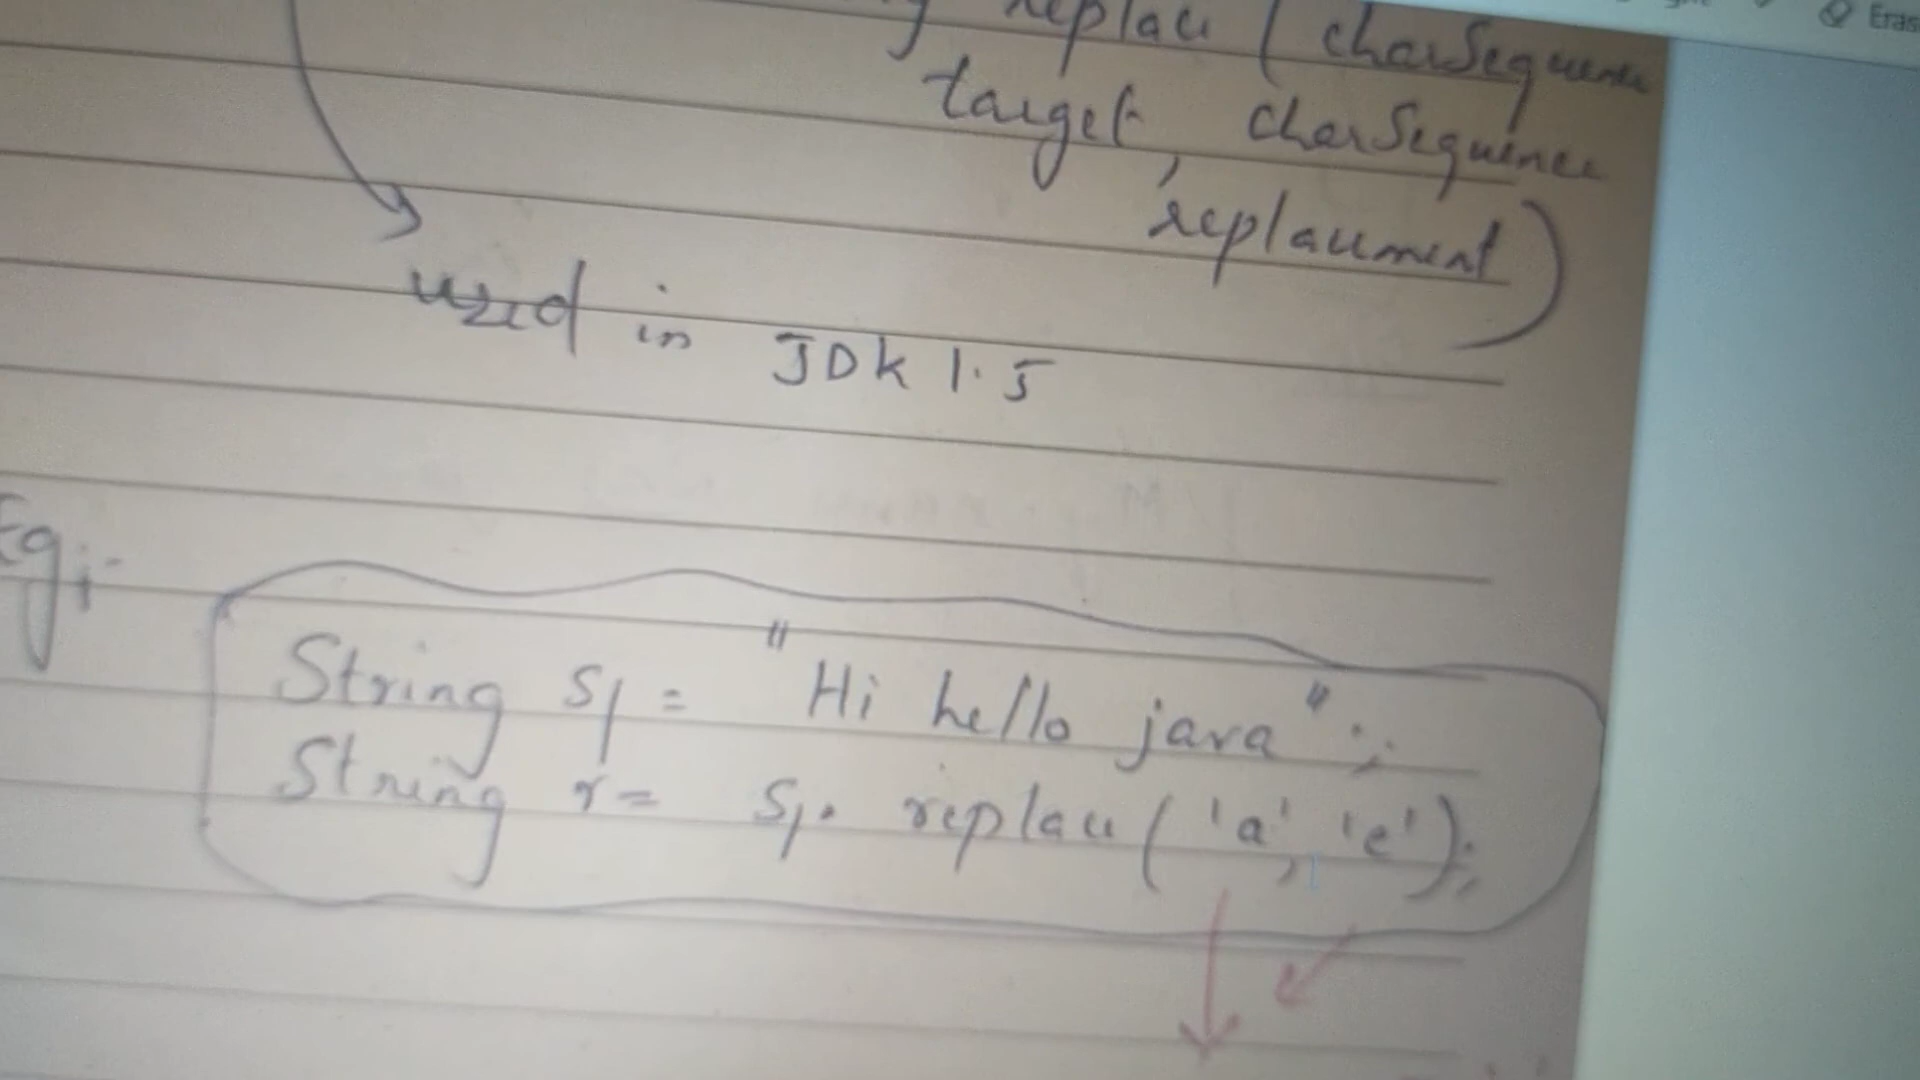 replace (charSequence
target, charSequence
replacement)
used in JDK 1.5
Eg:-
String s1 = "Hi hello java";
String r = s1. replace ('a', 'e');
Eras